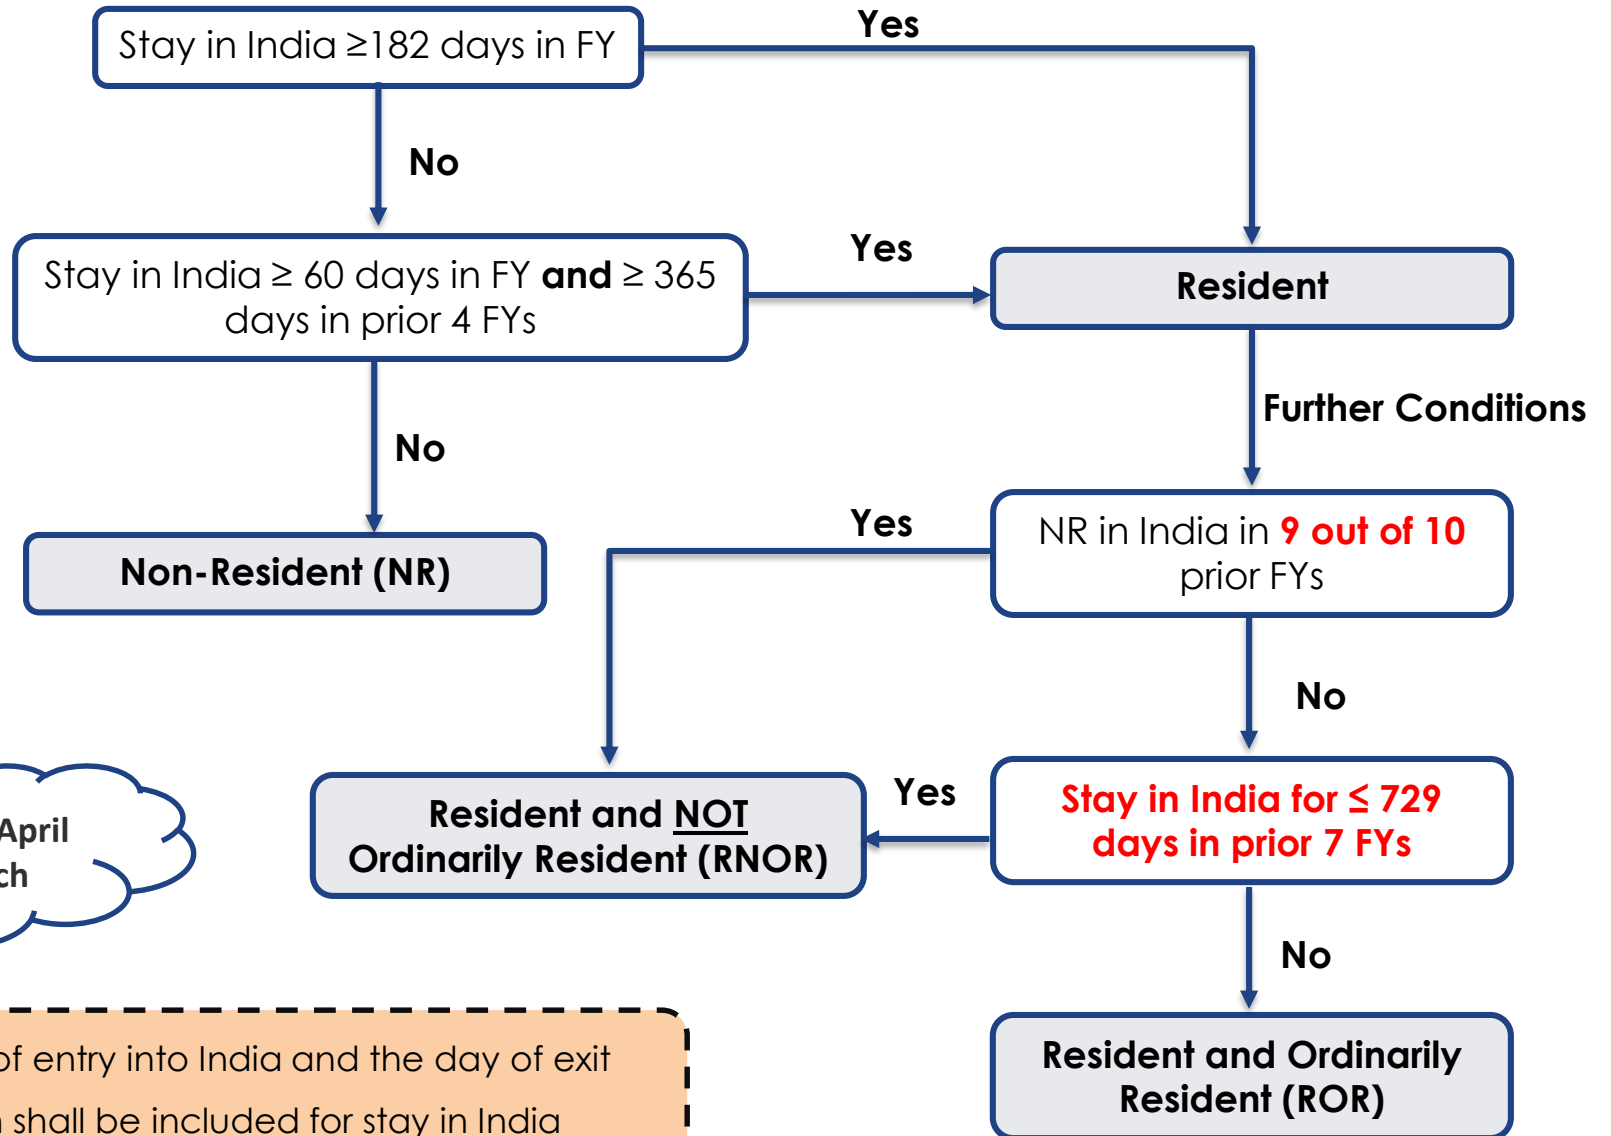 Stay in India ≥182 days in FY
Yes
No
Stay in India ≥ 60 days in FY and ≥ 365
days in prior 4 FYs
Yes
Resident
Further Conditions
No
Non-Resident (NR)
Yes
NR in India in 9 out of 10
prior FYs
No
Resident and NOT
Ordinarily Resident (RNOR)
Yes
Stay in India for ≤ 729
days in prior 7 FYs
No
Resident and Ordinarily
Resident (ROR)
April
of entry into India and the day of exit
shall be included for stay in India